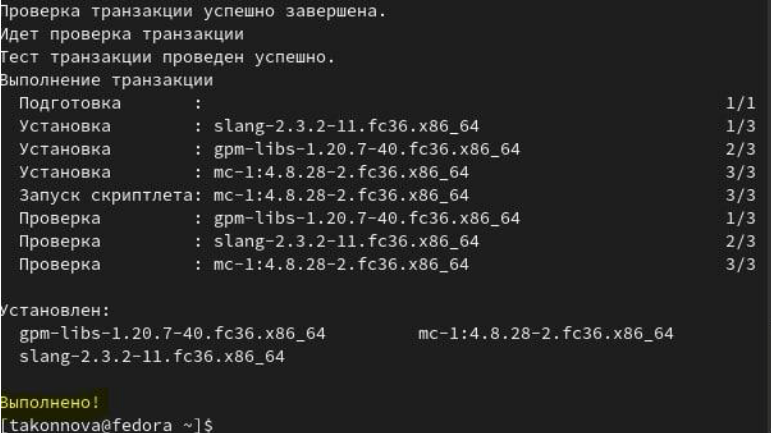 Проверка транзакции успешно завершена.
Идет проверка транзакции
Тест транзакции проведен успешно.
Выполнение транзакции
Подготовка : 1/1
Установка : slang-2.3.2-11.fc36.x86_64 1/3
Установка : gpm-libs-1.20.7-40.fc36.x86_64 2/3
Установка : mc-1:4.8.28-2.fc36.x86_64 3/3
Запуск скриптлета: mc-1:4.8.28-2.fc36.x86_64 3/3
Проверка : gpm-libs-1.20.7-40.fc36.x86_64 1/3
Проверка : slang-2.3.2-11.fc36.x86_64 2/3
Проверка : mc-1:4.8.28-2.fc36.x86_64 3/3
Установлен:
gpm-libs-1.20.7-40.fc36.x86_64 mc-1:4.8.28-2.fc36.x86_64
slang-2.3.2-11.fc36.x86_64
Выполнено!
[takonnova@fedora ~]$